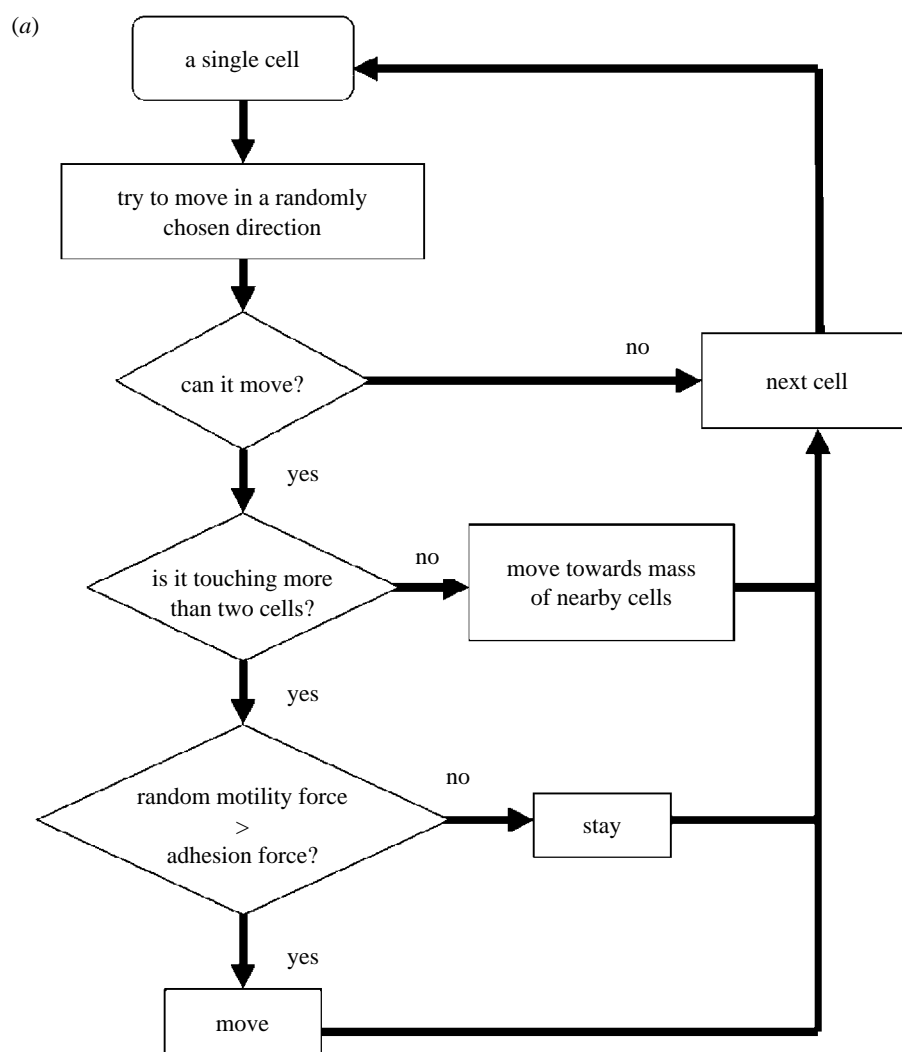 (a)
a single cell
try to move in a randomly
chosen direction
can it move?
no
next cell
yes
is it touching more
than two cells?
no
move towards mass
of nearby cells
yes
random motility force
>
adhesion force?
no
stay
yes
move